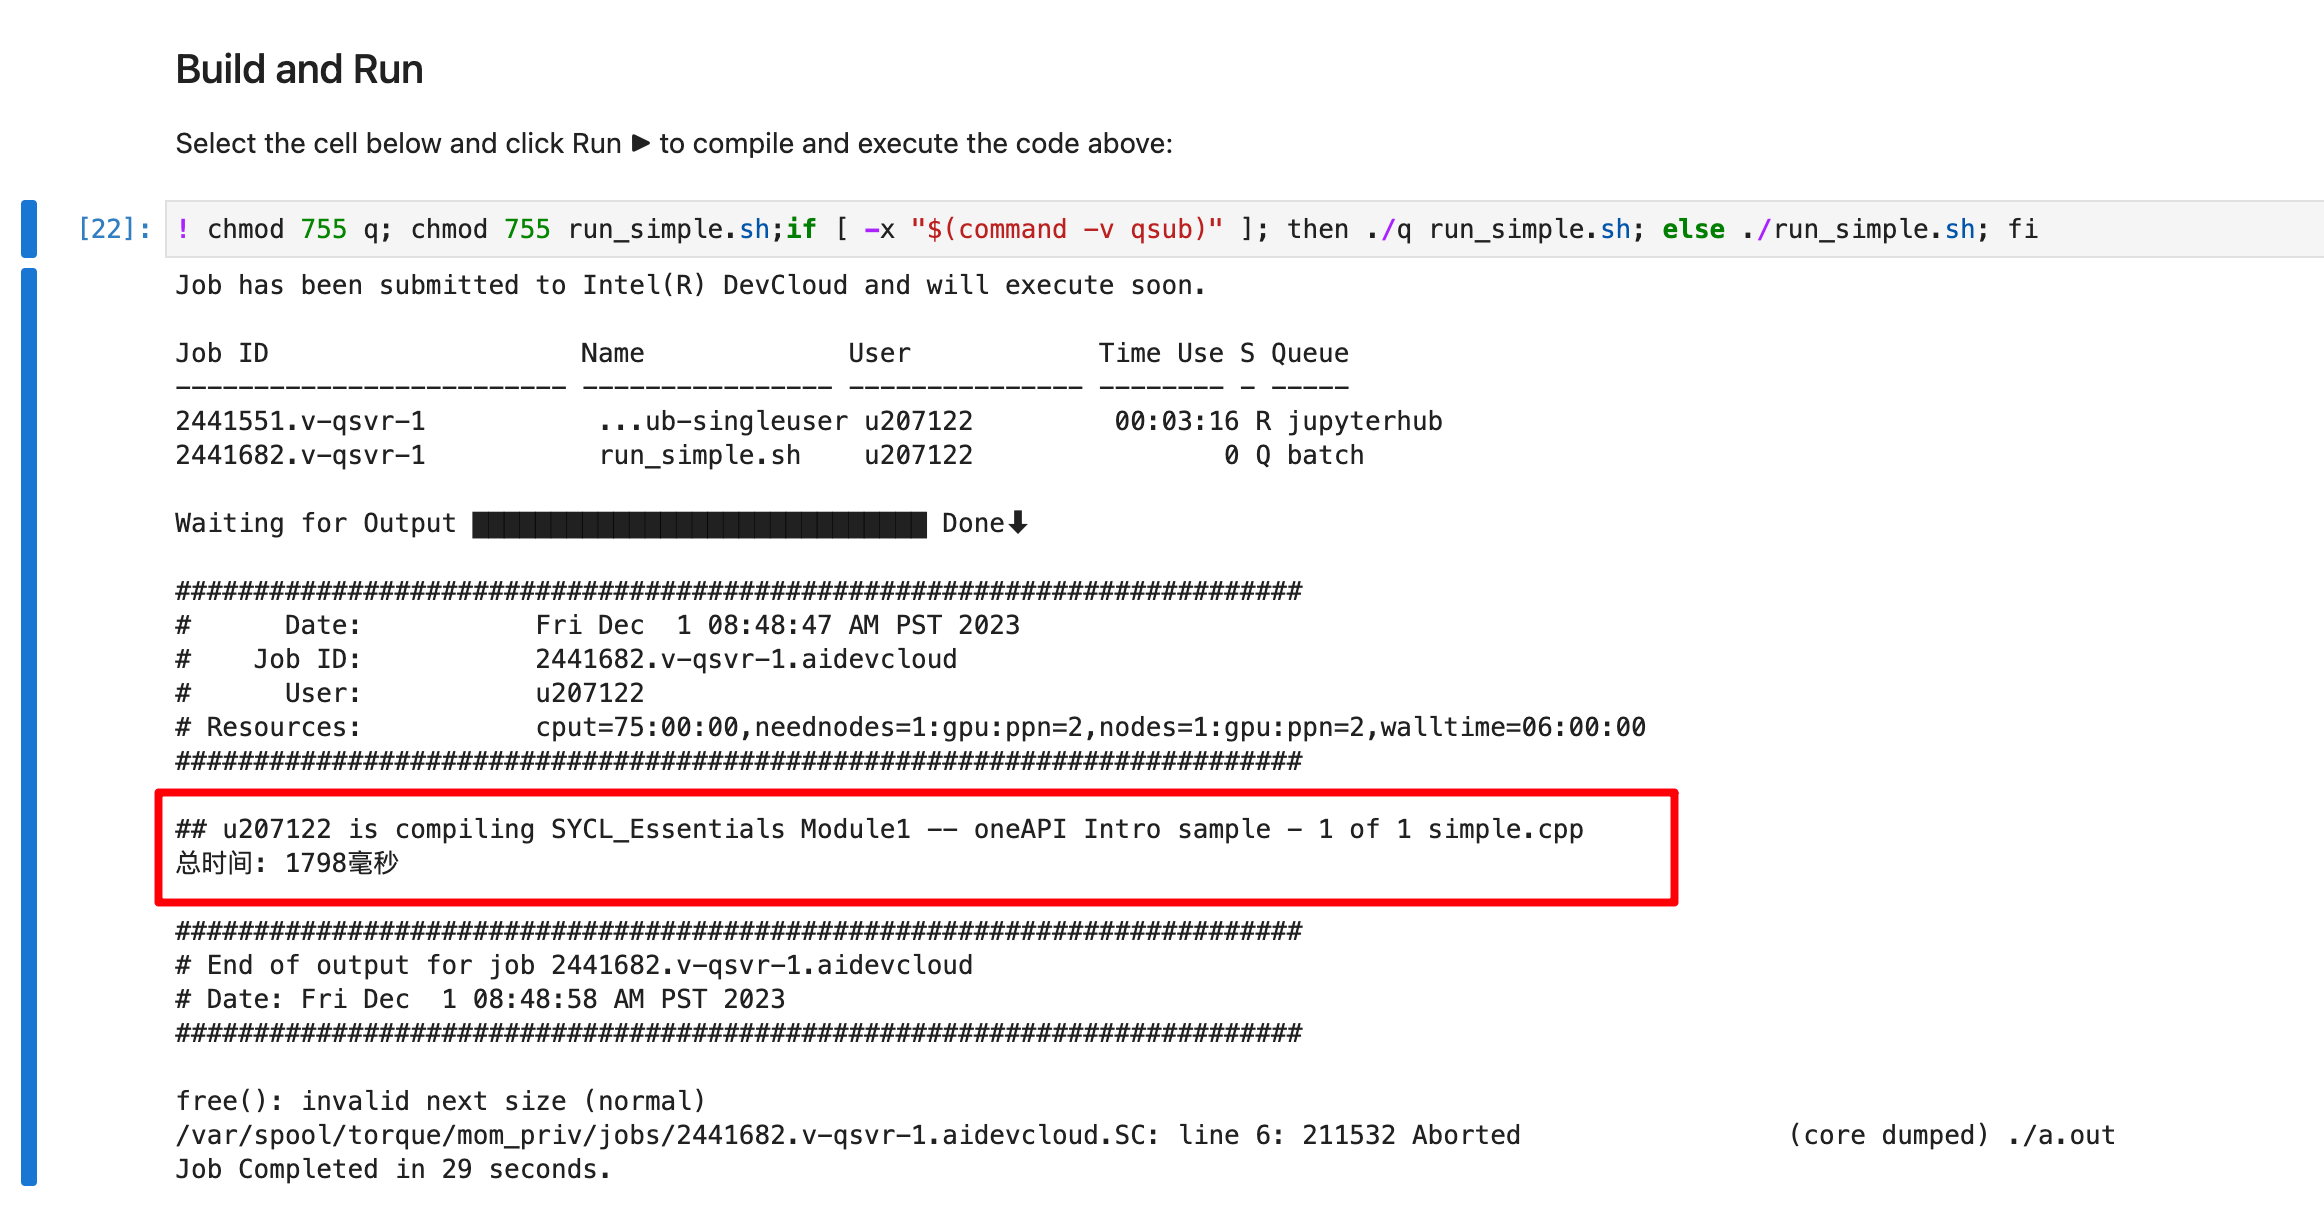 Build and Run
Select the cell below and click Run ▶ to compile and execute the code above:
[22]: ! chmod 755 q; chmod 755 run_simple.sh;if [ -x "$(command -v qsub)" ]; then ./q run_simple.sh; else ./run_simple.sh; fi
Job has been submitted to Intel(R) DevCloud and will execute soon.
Job ID                    Name             User            Time Use S Queue
------------------------- ---------------- --------------- -------- - -----
2441551.v-qsvr-1           ...ub-singleuser u207122         00:03:16 R jupyterhub
2441682.v-qsvr-1           run_simple.sh    u207122                0 Q batch
Waiting for Output █████████████████████████████ Done⬇
########################################################################
#      Date:           Fri Dec  1 08:48:47 AM PST 2023
#    Job ID:           2441682.v-qsvr-1.aidevcloud
#      User:           u207122
# Resources:           cput=75:00:00,neednodes=1:gpu:ppn=2,nodes=1:gpu:ppn=2,walltime=06:00:00
########################################################################
## u207122 is compiling SYCL_Essentials Module1 -- oneAPI Intro sample - 1 of 1 simple.cpp
总时间: 1798毫秒
########################################################################
# End of output for job 2441682.v-qsvr-1.aidevcloud
# Date: Fri Dec  1 08:48:58 AM PST 2023
########################################################################
free(): invalid next size (normal)
/var/spool/torque/mom_priv/jobs/2441682.v-qsvr-1.aidevcloud.SC: line 6: 211532 Aborted                 (core dumped) ./a.out
Job Completed in 29 seconds.